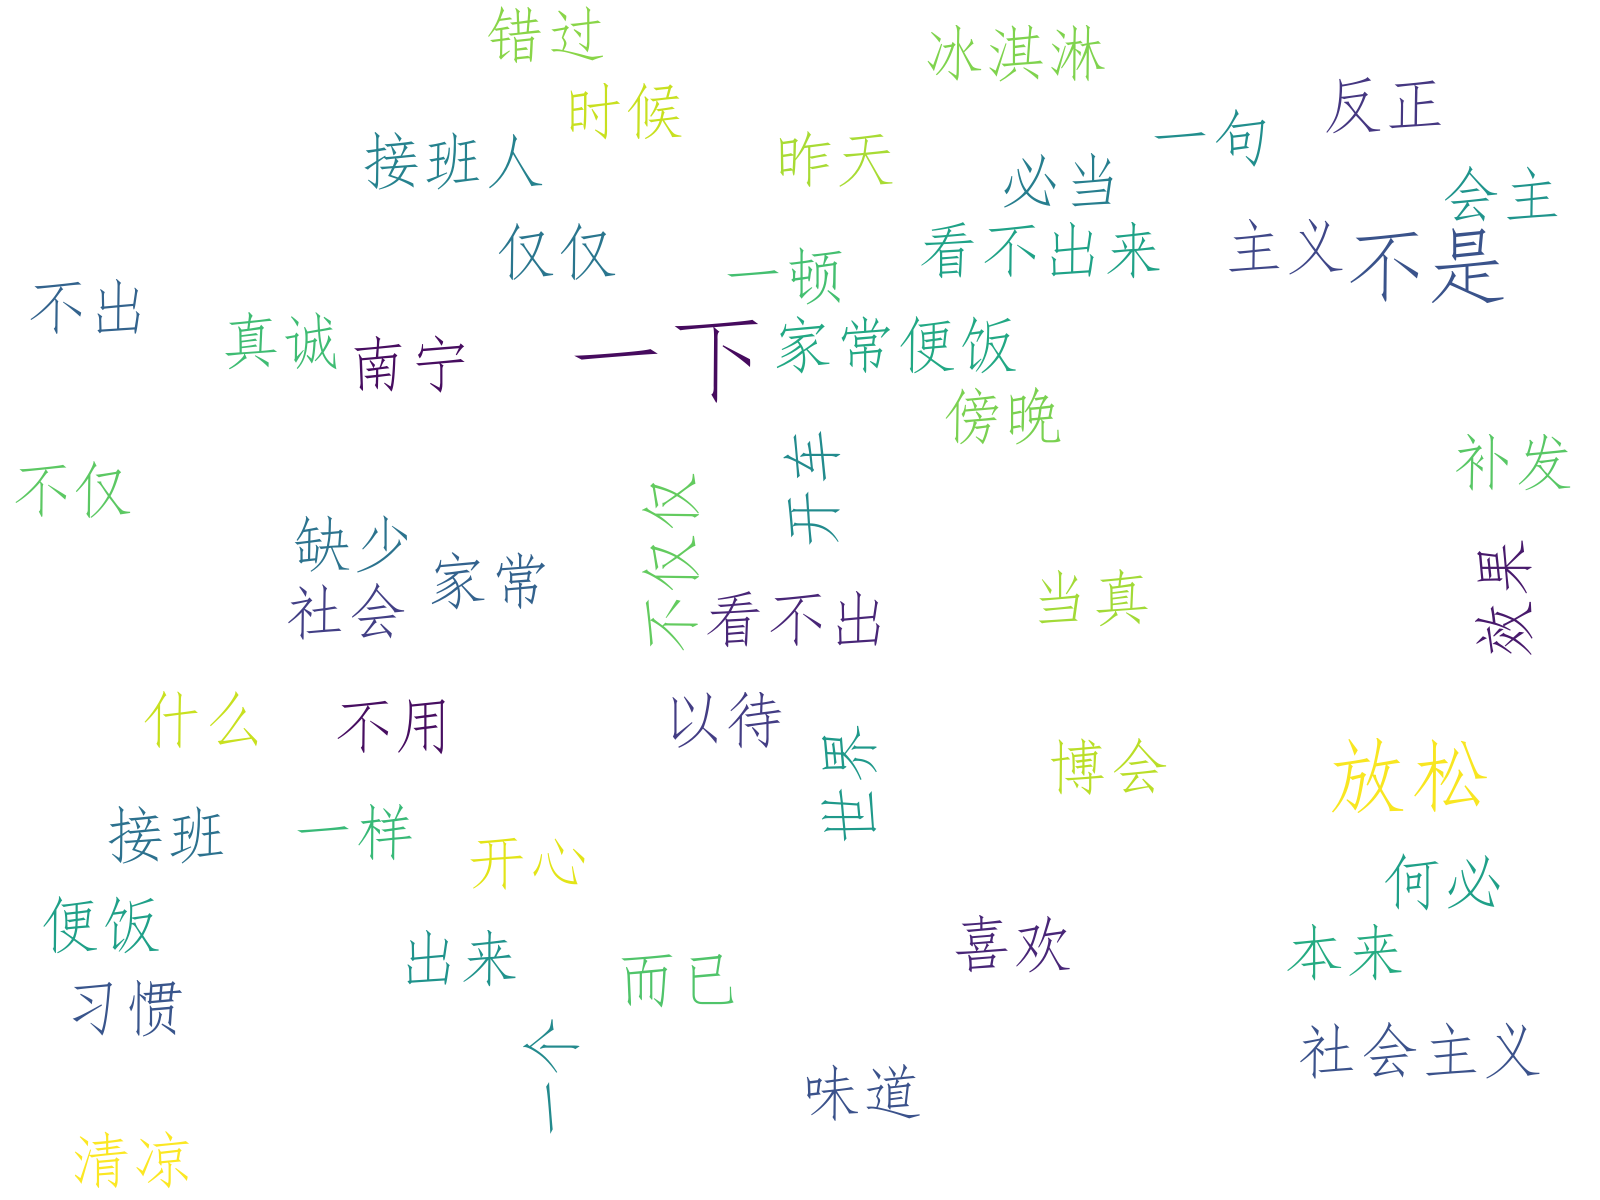 错过
冰淇淋
时候
反正
一句
接班人
昨天
必当
会主
仅仅
看不出来
主义
不是
一顿
不出
真诚
南宁
一下
家常便饭
傍晚
开车
补发
不仅
不仅仅
缺少
家常
社会
看不出
当真
效果
什么
不用
以待
世界
博会
放松
接班
一样
开心
何必
便饭
出来
而已
喜欢
本来
习惯
一个
味道
社会主义
清凉